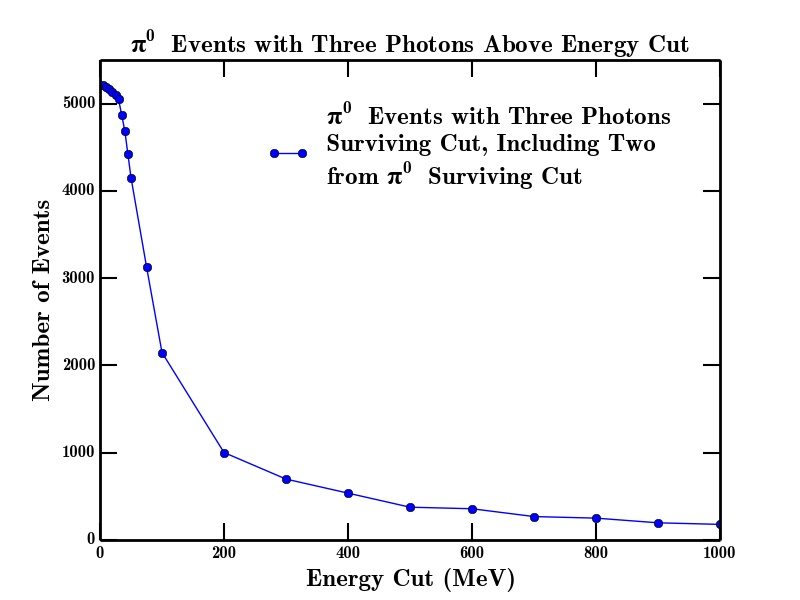 π⁰ Events with Three Photons Above Energy Cut
π⁰ Events with Three Photons
Surviving Cut, Including Two
from π⁰ Surviving Cut
Number of Events
5000
4000
3000
2000
1000
0
0 200 400 600 800 1000
Energy Cut (MeV)